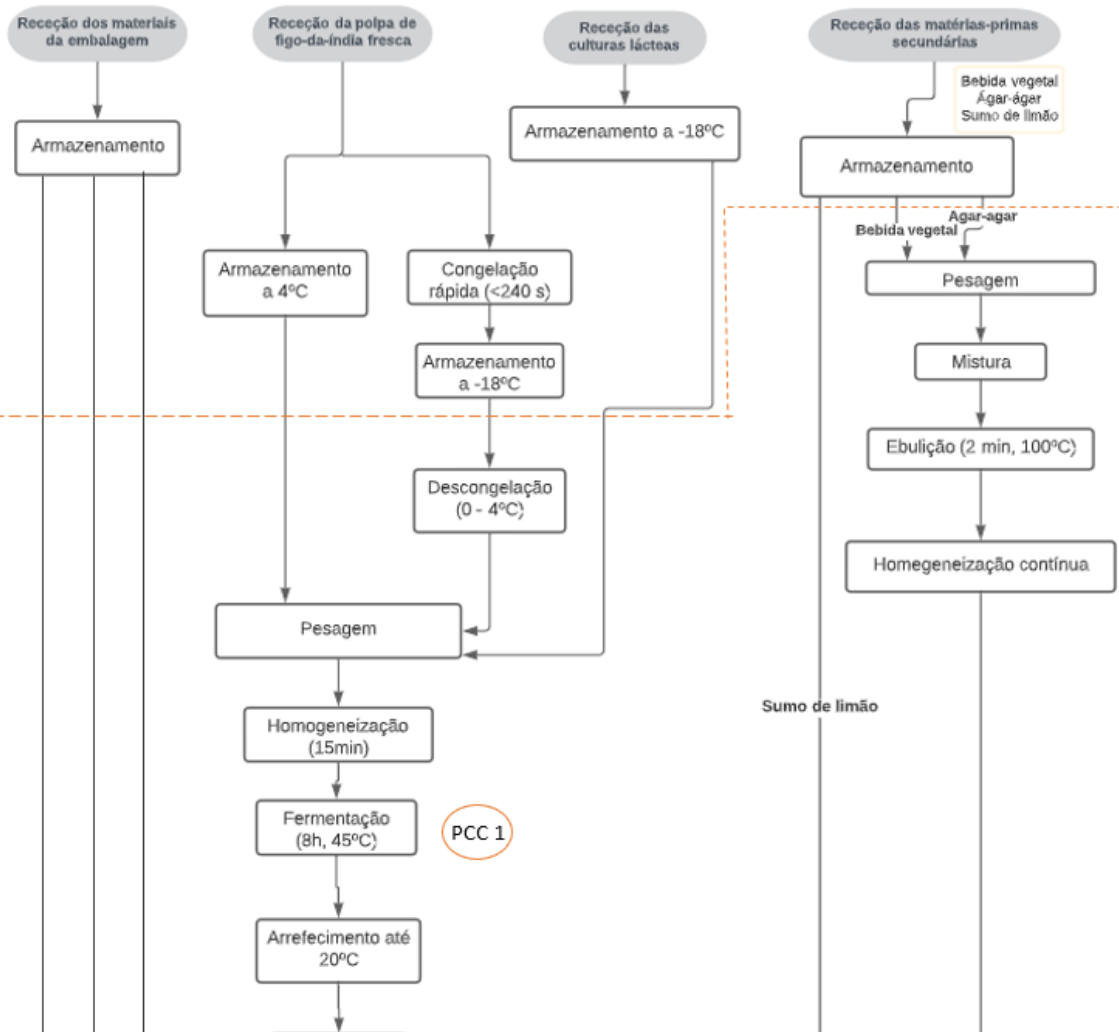 Receção dos materiais
da embalagem
Receção da polpa de
figo-da-índia fresca
Receção das
culturas lácteas
Receção das matérias-primas
secundárias
Bebida vegetal
Ágar-ágar
Sumo de limão
Armazenamento
Armazenamento a -18ºC
Armazenamento
Agar-agar
Bebida vegetal
Armazenamento
a 4ºC
Congelação
rápida (<240 s)
Pesagem
Armazenamento
a -18ºC
Mistura
Ebulição (2 min, 100ºC)
Descongelação
(0 - 4ºC)
Homegeneização contínua
Pesagem
Sumo de limão
Homogeneização
(15min)
Fermentação
(8h, 45ºC)
PCC 1
Arrefecimento até
20ºC